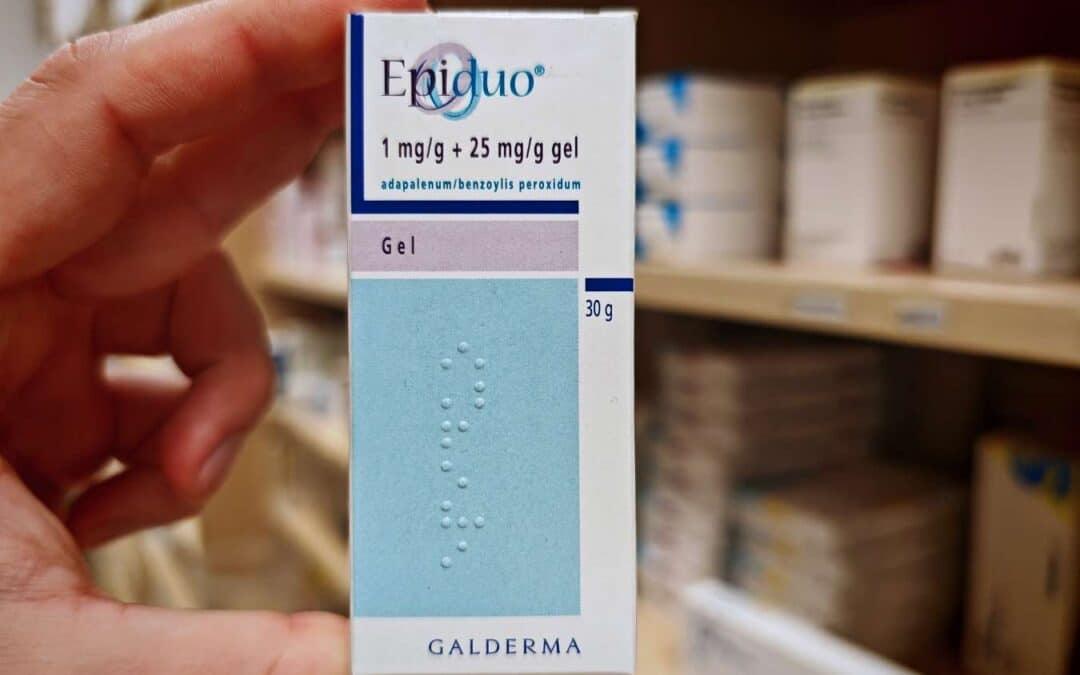 Epiduo®
1 mg/g + 25 mg/g gel
adapalenum/benzoylis peroxidum
Gel
30 g
GALDERMA